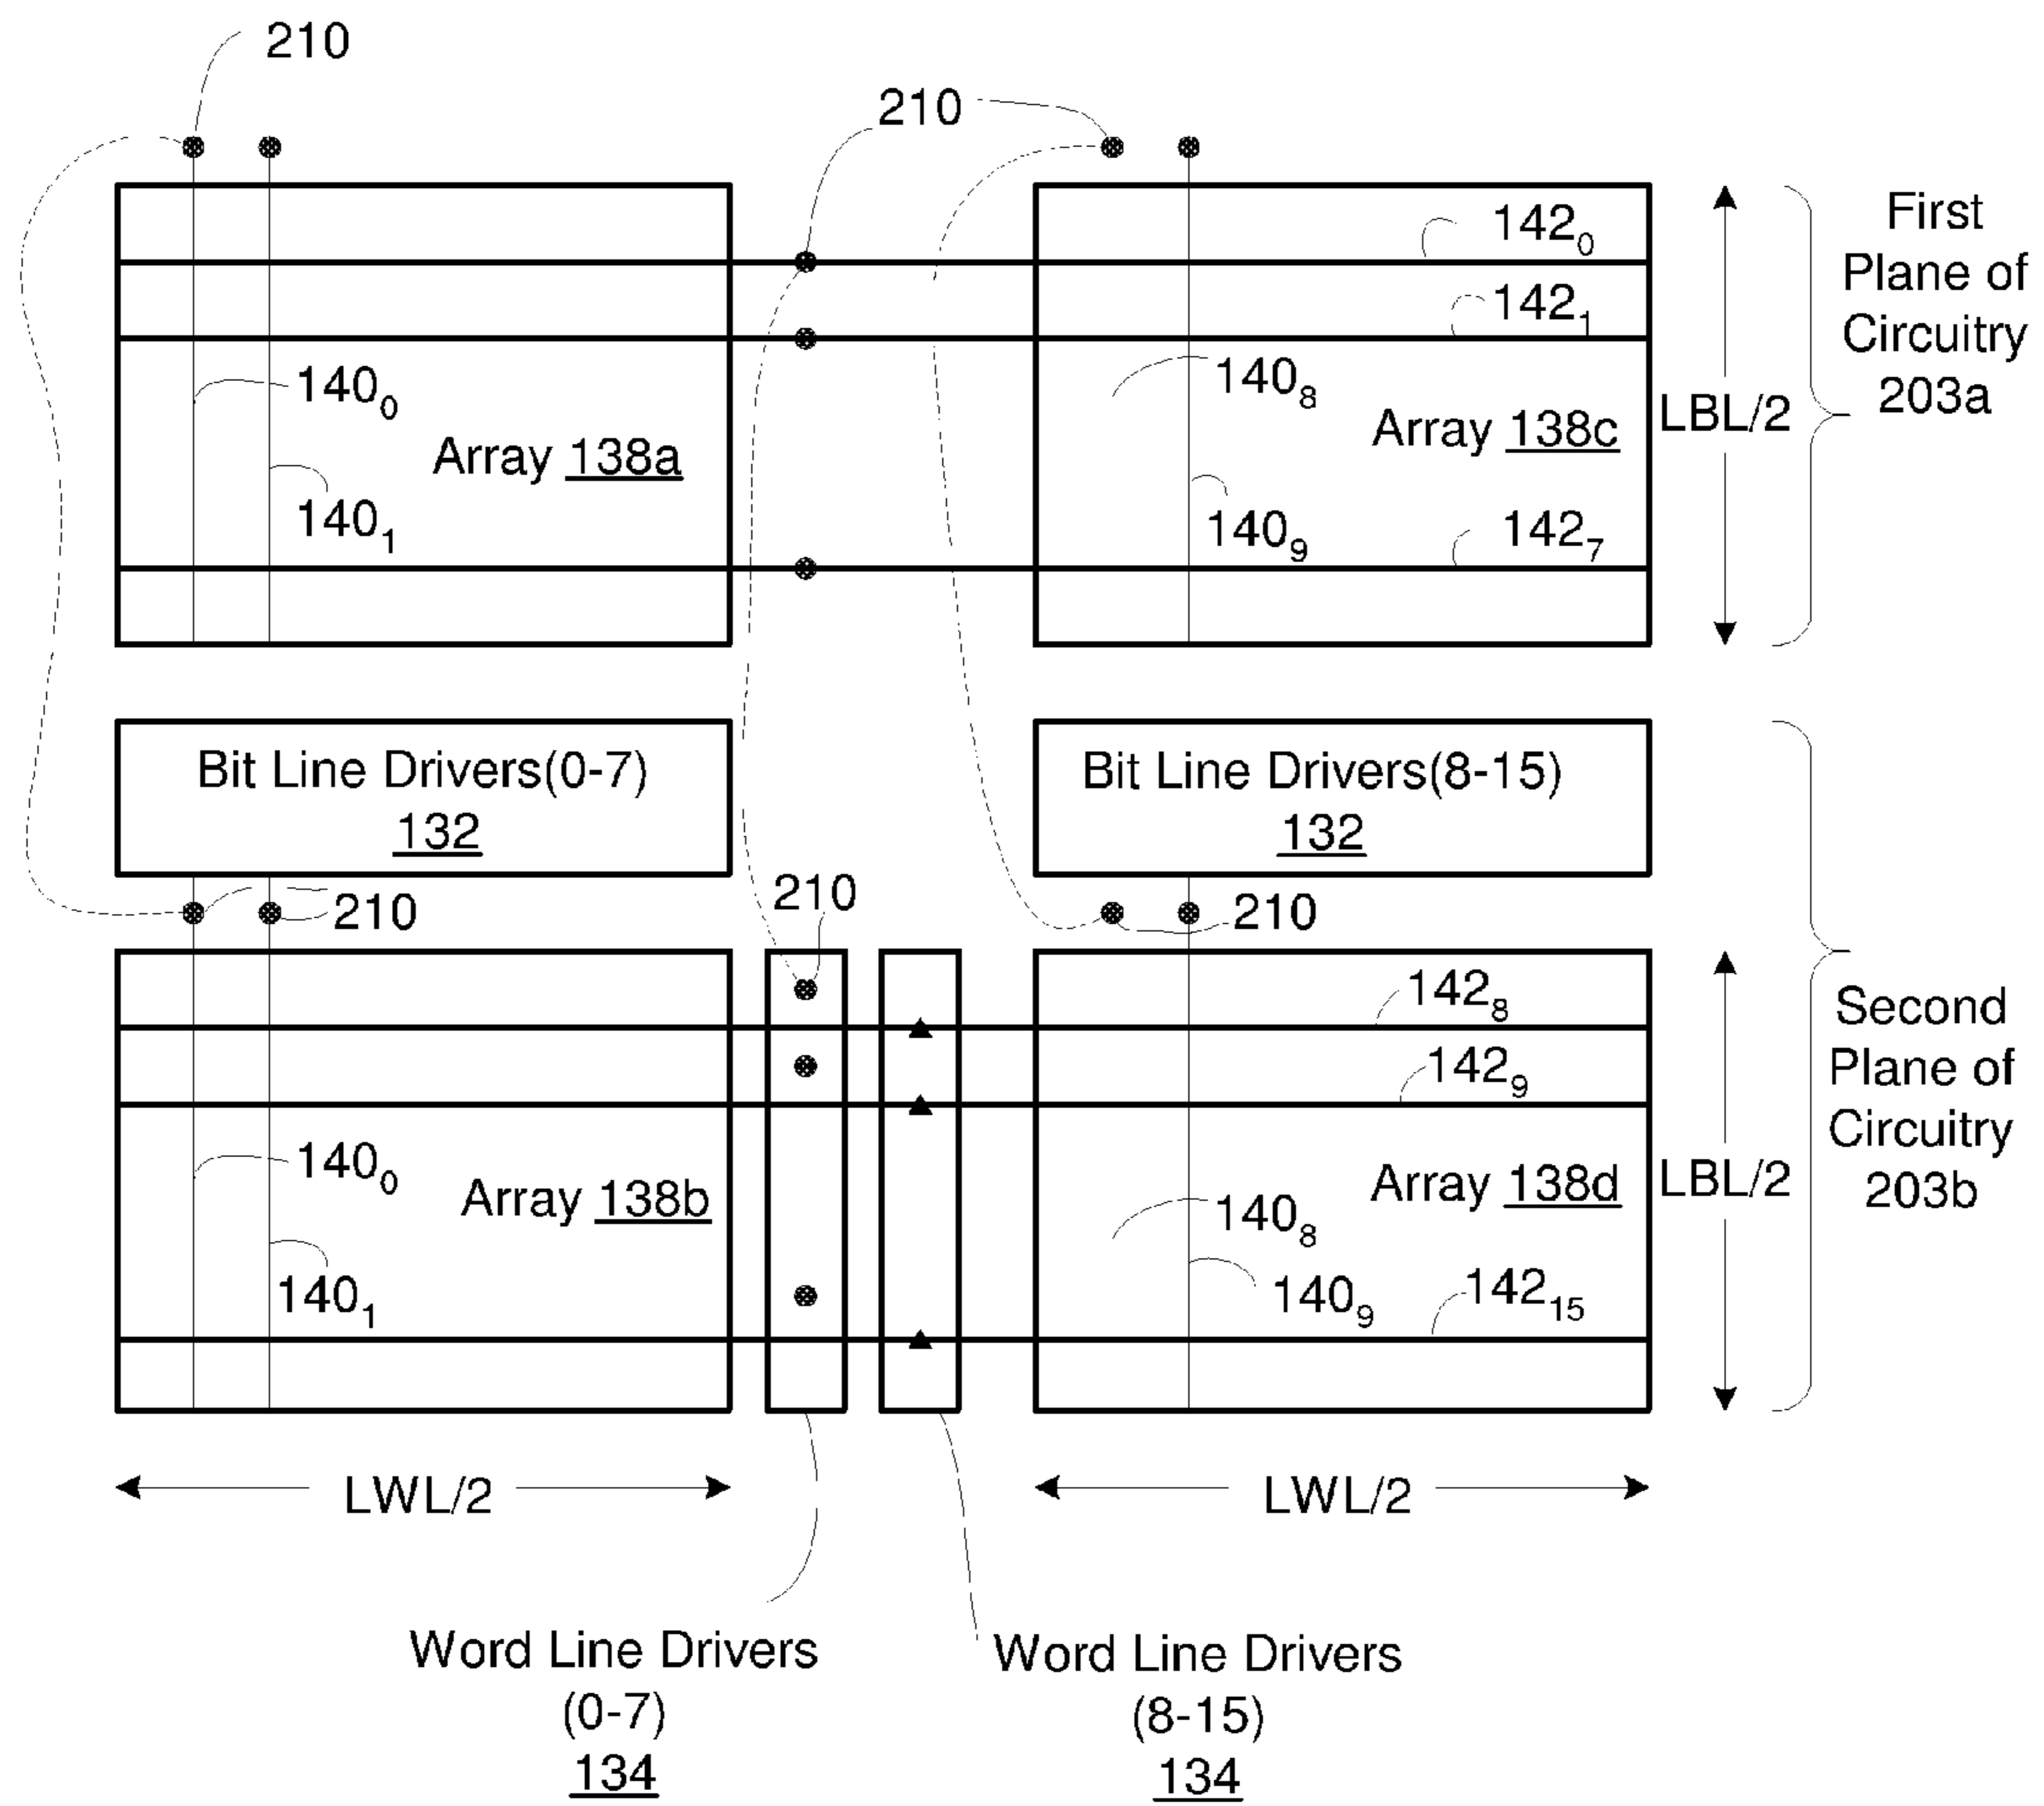 210
210
First
Plane of
Circuitry
203a
142₀
142₁
140₀
140₈
LBL/2
Array 138a
Array 138c
140₁
140₉
142₇
Bit Line Drivers(0-7)
132
Bit Line Drivers(8-15)
132
210
210
210
Second
Plane of
Circuitry
203b
142₈
142₉
140₀
Array 138b
Array 138d
LBL/2
140₈
140₁
140₉
142₁₅
LWL/2
LWL/2
Word Line Drivers
(0-7)
134
Word Line Drivers
(8-15)
134